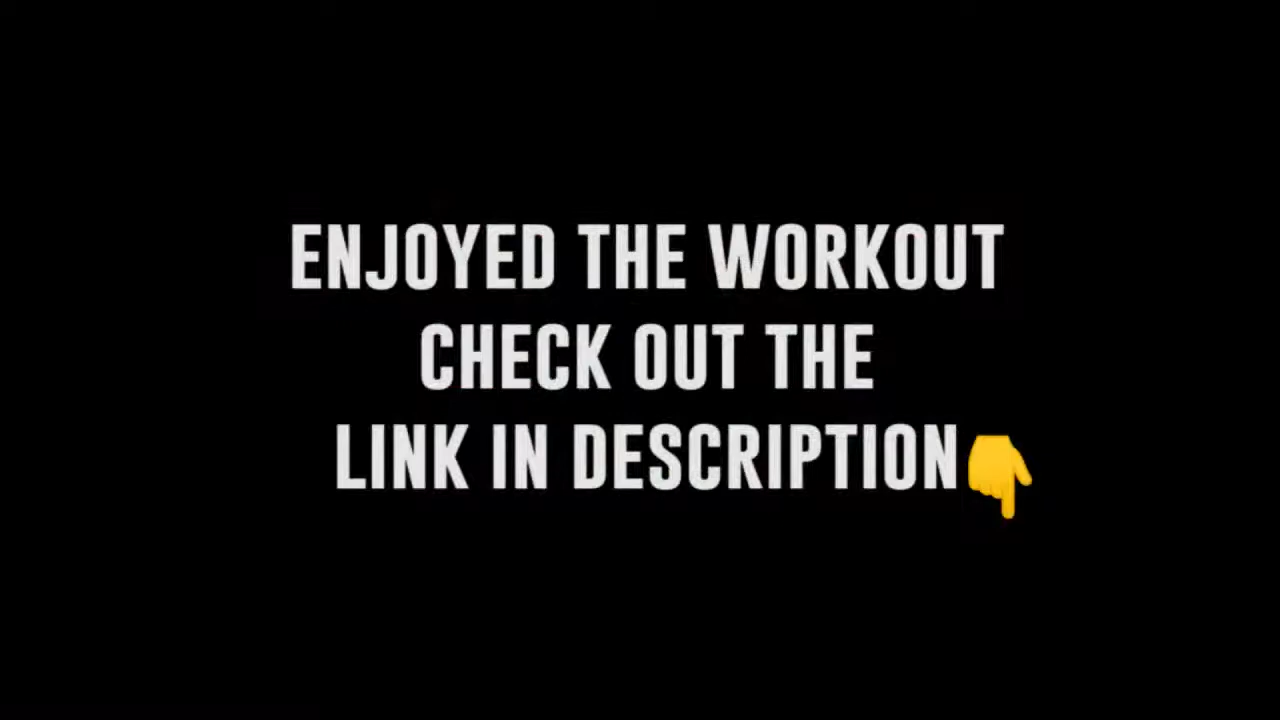 ENJOYED THE WORKOUT
CHECK OUT THE
LINK IN DESCRIPTION👇